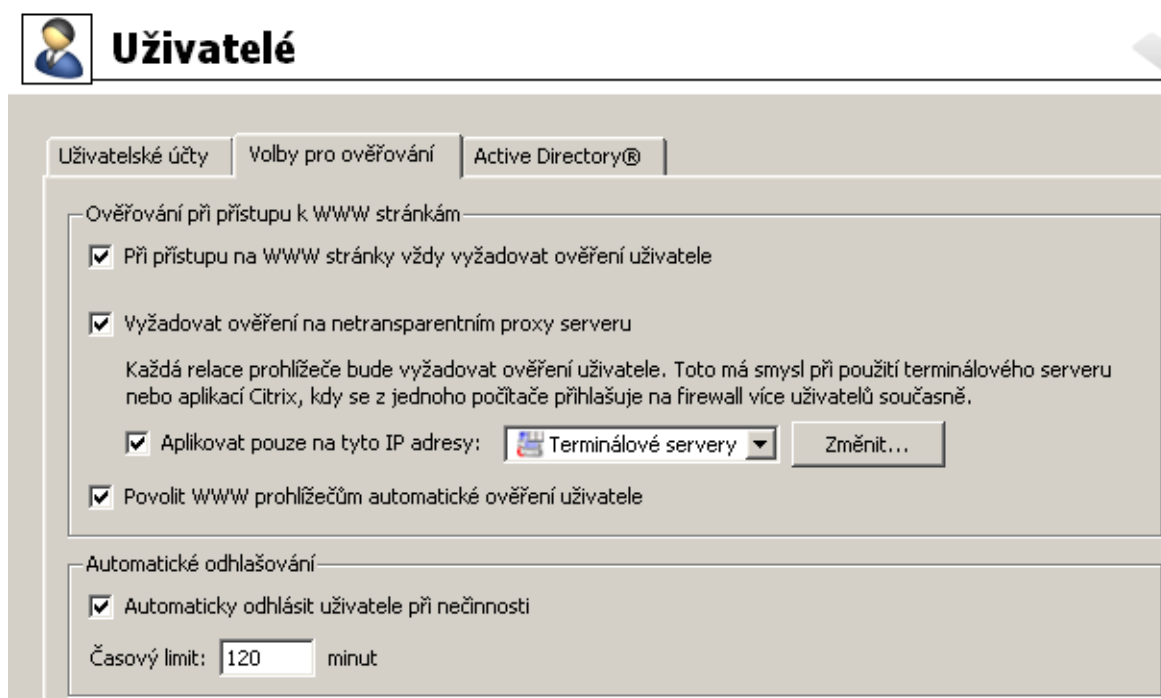 Uživatelé
Uživatelské účty
Volby pro ověřování
Active Directory®
Ověřování při přístupu k WWW stránkám
Při přístupu na WWW stránky vždy vyžadovat ověření uživatele
Vyžadovat ověření na netransparentním proxy serveru
Každá relace prohlížeče bude vyžadovat ověření uživatele. Toto má smysl při použití terminálového serveru
nebo aplikací Citrix, kdy se z jednoho počítače přihlašuje na firewall více uživatelů současně.
Aplikovat pouze na tyto IP adresy: Terminálové servery Změnit...
Povolit WWW prohlížečům automatické ověření uživatele
Automatické odhlašování
Automaticky odhlásit uživatele při nečinnosti
Časový limit: 120 minut